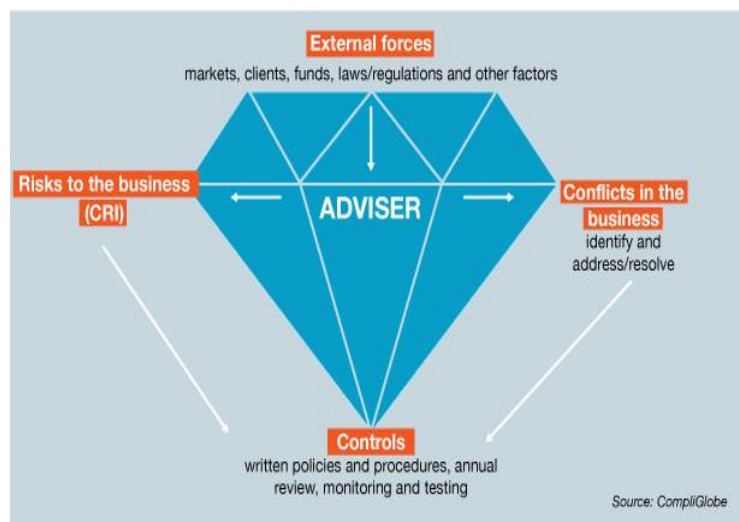 External forces
markets, clients, funds, laws/regulations and other factors
Risks to the business
(CRI)
ADVISER
Conflicts in the
business
identify and
address/resolve
Controls
written policies and procedures, annual
review, monitoring and testing
Source: CompliGlobe